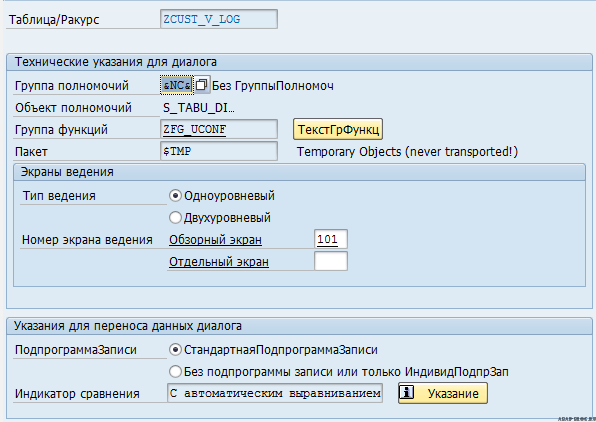 Таблица/Ракурс ZCUST_V_LOG
Технические указания для диалога
Группа полномочий &NC& Без ГруппыПолномоч
Объект полномочий S_TABU_DI...
Группа функций ZFG_UCONF ТекстГрФункц
Пакет $TMP Temporary Objects (never transported!)
Экраны ведения
Тип ведения Одноуровневый
Двухуровневый
Номер экрана ведения Обзорный экран 101
Отдельный экран
Указания для переноса данных диалога
ПодпрограммаЗаписи СтандартнаяПодпрограммаЗаписи
Без подпрограммы записи или только ИндивидПодпрЗап
Индикатор сравнения С автоматическим выравниванием Указание